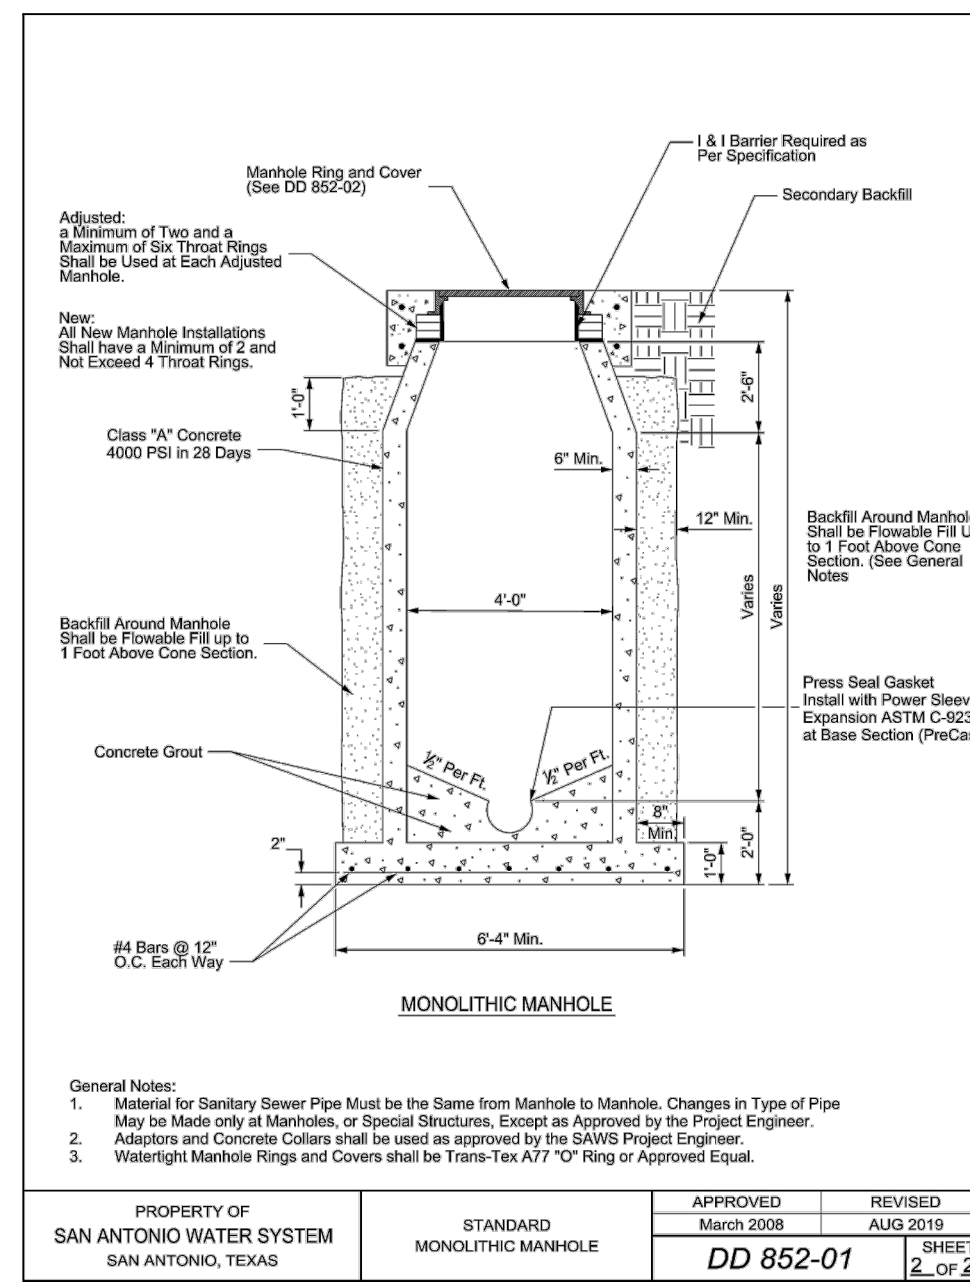 I & I Barrier Required as
Per Specification
Manhole Ring and Cover
(See DD 852-02)
Secondary Backfill
Adjusted:
a Minimum of Two and a
Maximum of Six Throat Rings
Shall be Used at Each Adjusted
Manhole.
New:
All New Manhole Installations
Shall have a Minimum of 2 and
Not Exceed 4 Throat Rings.
1'-0"
2'-6"
Class "A" Concrete
4000 PSI in 28 Days
6" Min.
12" Min.
Backfill Around Manhole
Shall be Flowable Fill U
to 1 Foot Above Cone
Section. (See General
Notes
4'-0"
Varies
Varies
Backfill Around Manhole
Shall be Flowable Fill up to
1 Foot Above Cone Section.
Press Seal Gasket
Install with Power Sleev
Expansion ASTM C-923
at Base Section (PreCas
Concrete Grout
½" Per Ft.
½" Per Ft.
8"
Min.
2"
1'-0"
2'-0"
#4 Bars @ 12"
O.C. Each Way
6'-4" Min.
MONOLITHIC MANHOLE
General Notes:
1. Material for Sanitary Sewer Pipe Must be the Same from Manhole to Manhole. Changes in Type of Pipe
May be Made only at Manholes, or Special Structures, Except as Approved by the Project Engineer.
2. Adaptors and Concrete Collars shall be used as approved by the SAWS Project Engineer.
3. Watertight Manhole Rings and Covers shall be Trans-Tex A77 "O" Ring or Approved Equal.
PROPERTY OF
SAN ANTONIO WATER SYSTEM
SAN ANTONIO, TEXAS
STANDARD
MONOLITHIC MANHOLE
APPROVED
March 2008
REVISED
AUG 2019
DD 852-01
SHEET
2 OF 2